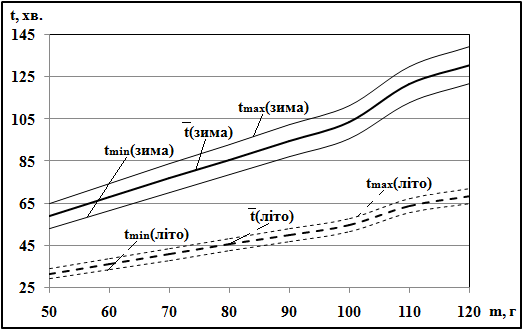 t, хв.
145
125
105
85
65
45
25
tmax(зима)
t̅(зима)
tmin(зима)
tmax(літо)
t̅(літо)
tmin(літо)
50 60 70 80 90 100 110 120 m, г